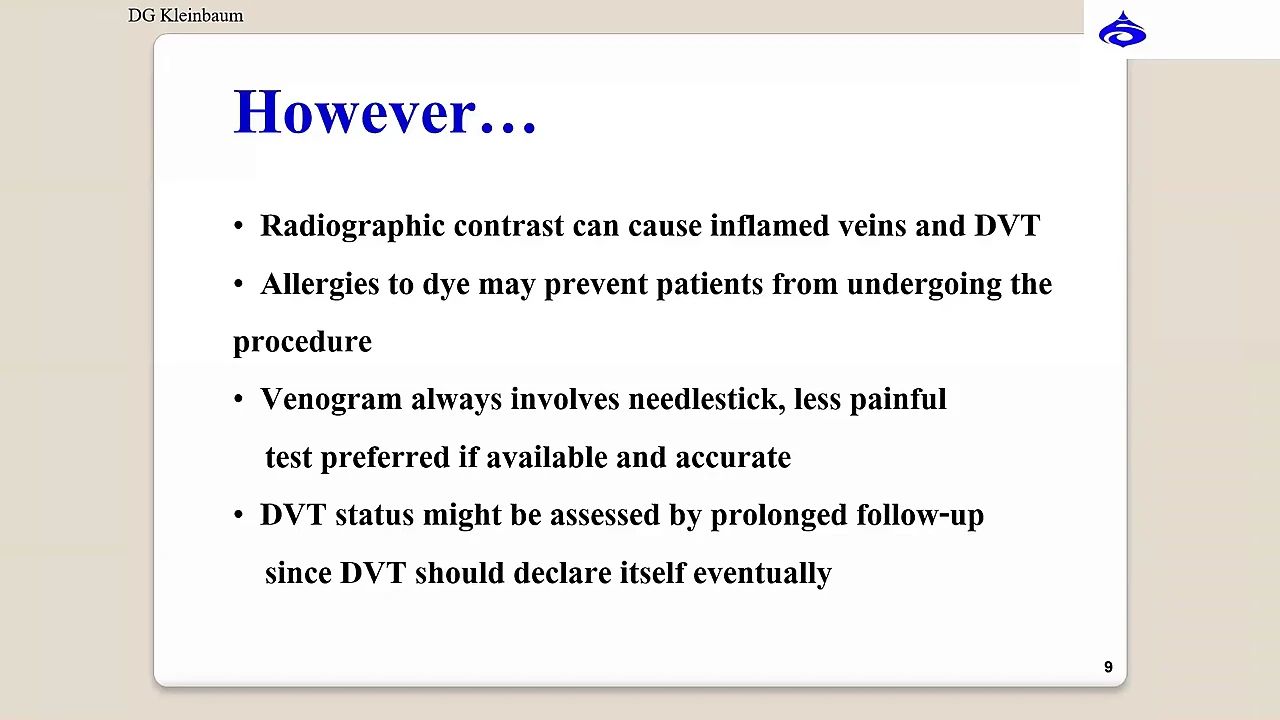 DG Kleinbaum
However…
• Radiographic contrast can cause inflamed veins and DVT
• Allergies to dye may prevent patients from undergoing the
procedure
• Venogram always involves needlestick, less painful
test preferred if available and accurate
• DVT status might be assessed by prolonged follow-up
since DVT should declare itself eventually
9